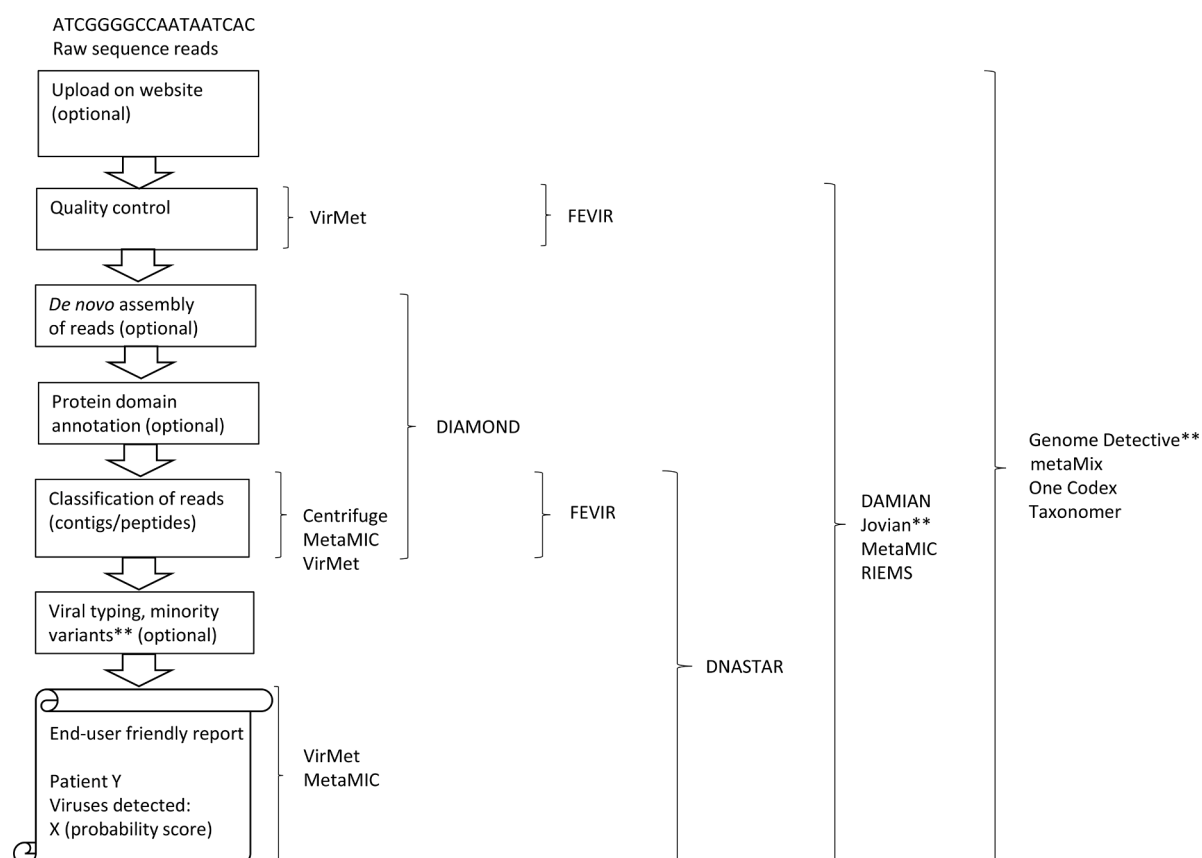 ATCGGGGCCAATAATCAC
Raw sequence reads
Upload on website
(optional)
Quality control
VirMet
FEVIR
De novo assembly
of reads (optional)
Protein domain
annotation (optional)
DIAMOND
Classification of reads
(contigs/peptides)
Centrifuge
MetaMIC
VirMet
FEVIR
Viral typing, minority
variants** (optional)
DNASTAR
DAMIAN
Jovian**
MetaMIC
RIEMS
Genome Detective**
metaMix
One Codex
Taxonomer
End-user friendly report
Patient Y
Viruses detected:
X (probability score)
VirMet
MetaMIC